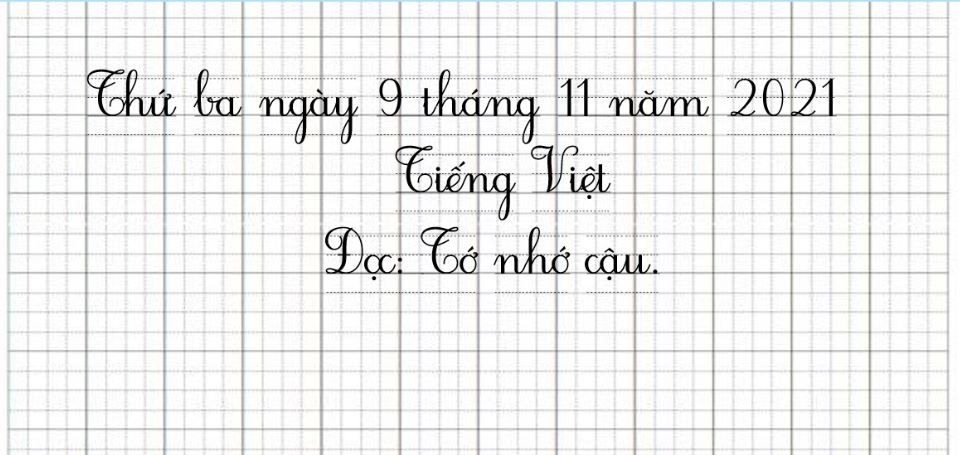 Thứ ba ngày 9 tháng 11 năm 2021
Tiếng Việt
Đọc: Tớ nhớ cậu.